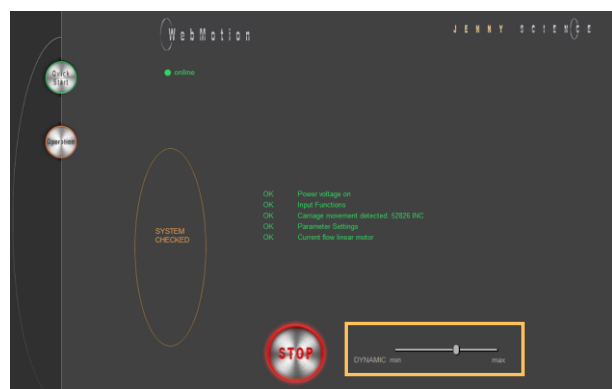 WebMotion
JENNY SCIENCE
online
Quick
Start
Operation
OK Power voltage on
OK Input Functions
OK Carriage movement detected: 52826 INC
OK Parameter Settings
OK Current flow linear motor
SYSTEM
CHECKED
STOP
DYNAMIC min max